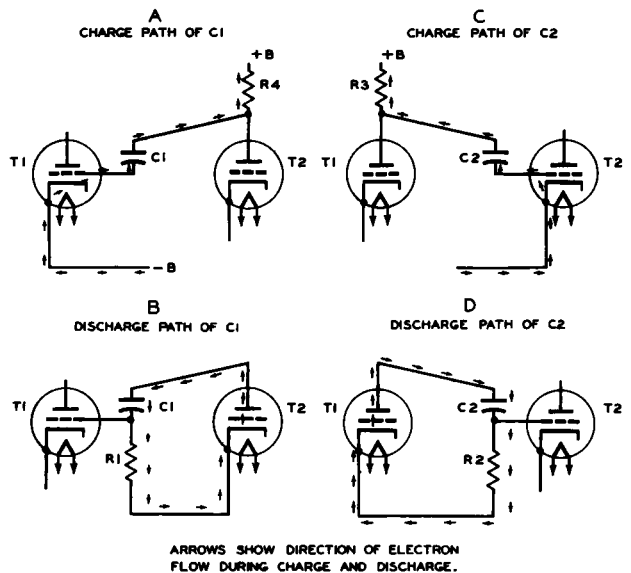 A
CHARGE PATH OF C1
+B
R4
T1
C1
T2
-B
C
CHARGE PATH OF C2
+B
R3
T1
C2
T2
B
DISCHARGE PATH OF C1
T1
C1
T2
R1
D
DISCHARGE PATH OF C2
T1
C2
T2
R2
ARROWS SHOW DIRECTION OF ELECTRON
FLOW DURING CHARGE AND DISCHARGE.